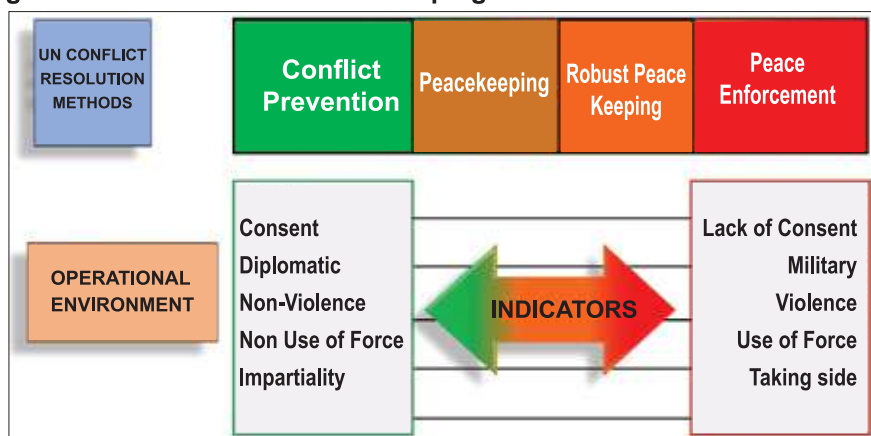 UN CONFLICT
RESOLUTION
METHODS
Conflict
Prevention
Peacekeeping
Robust Peace
Keeping
Peace
Enforcement
OPERATIONAL
ENVIRONMENT
Consent
Diplomatic
Non-Violence
Non Use of Force
Impartiality
INDICATORS
Lack of Consent
Military
Violence
Use of Force
Taking side